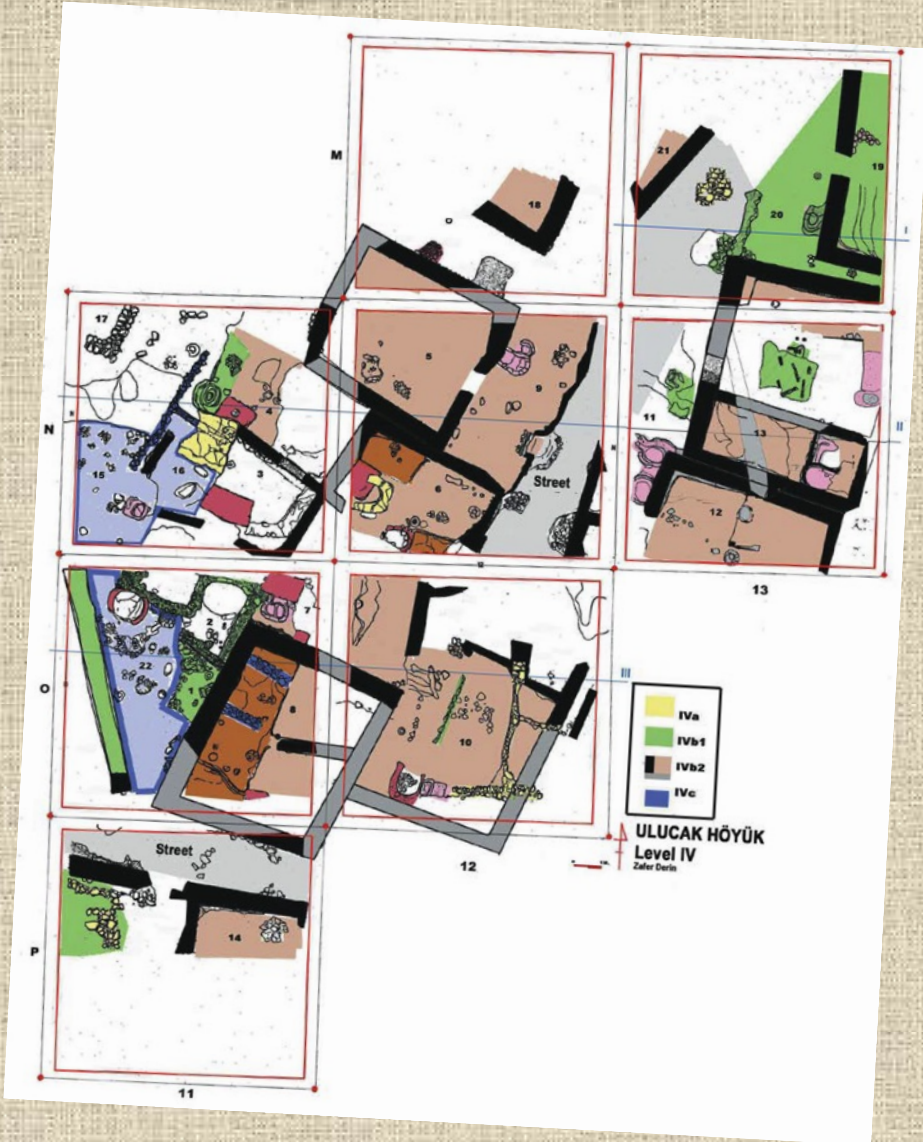 M
18
21
19
20
I
17
5
9
4
N
3
15
16
6
Street
11
13
II
12
13
2
7
O
22
1
8
10
III
IVa
IVb1
IVb2
IVc
ULUCAK HÖYÜK
Level IV
Zafer Derin
12
Street
14
P
11